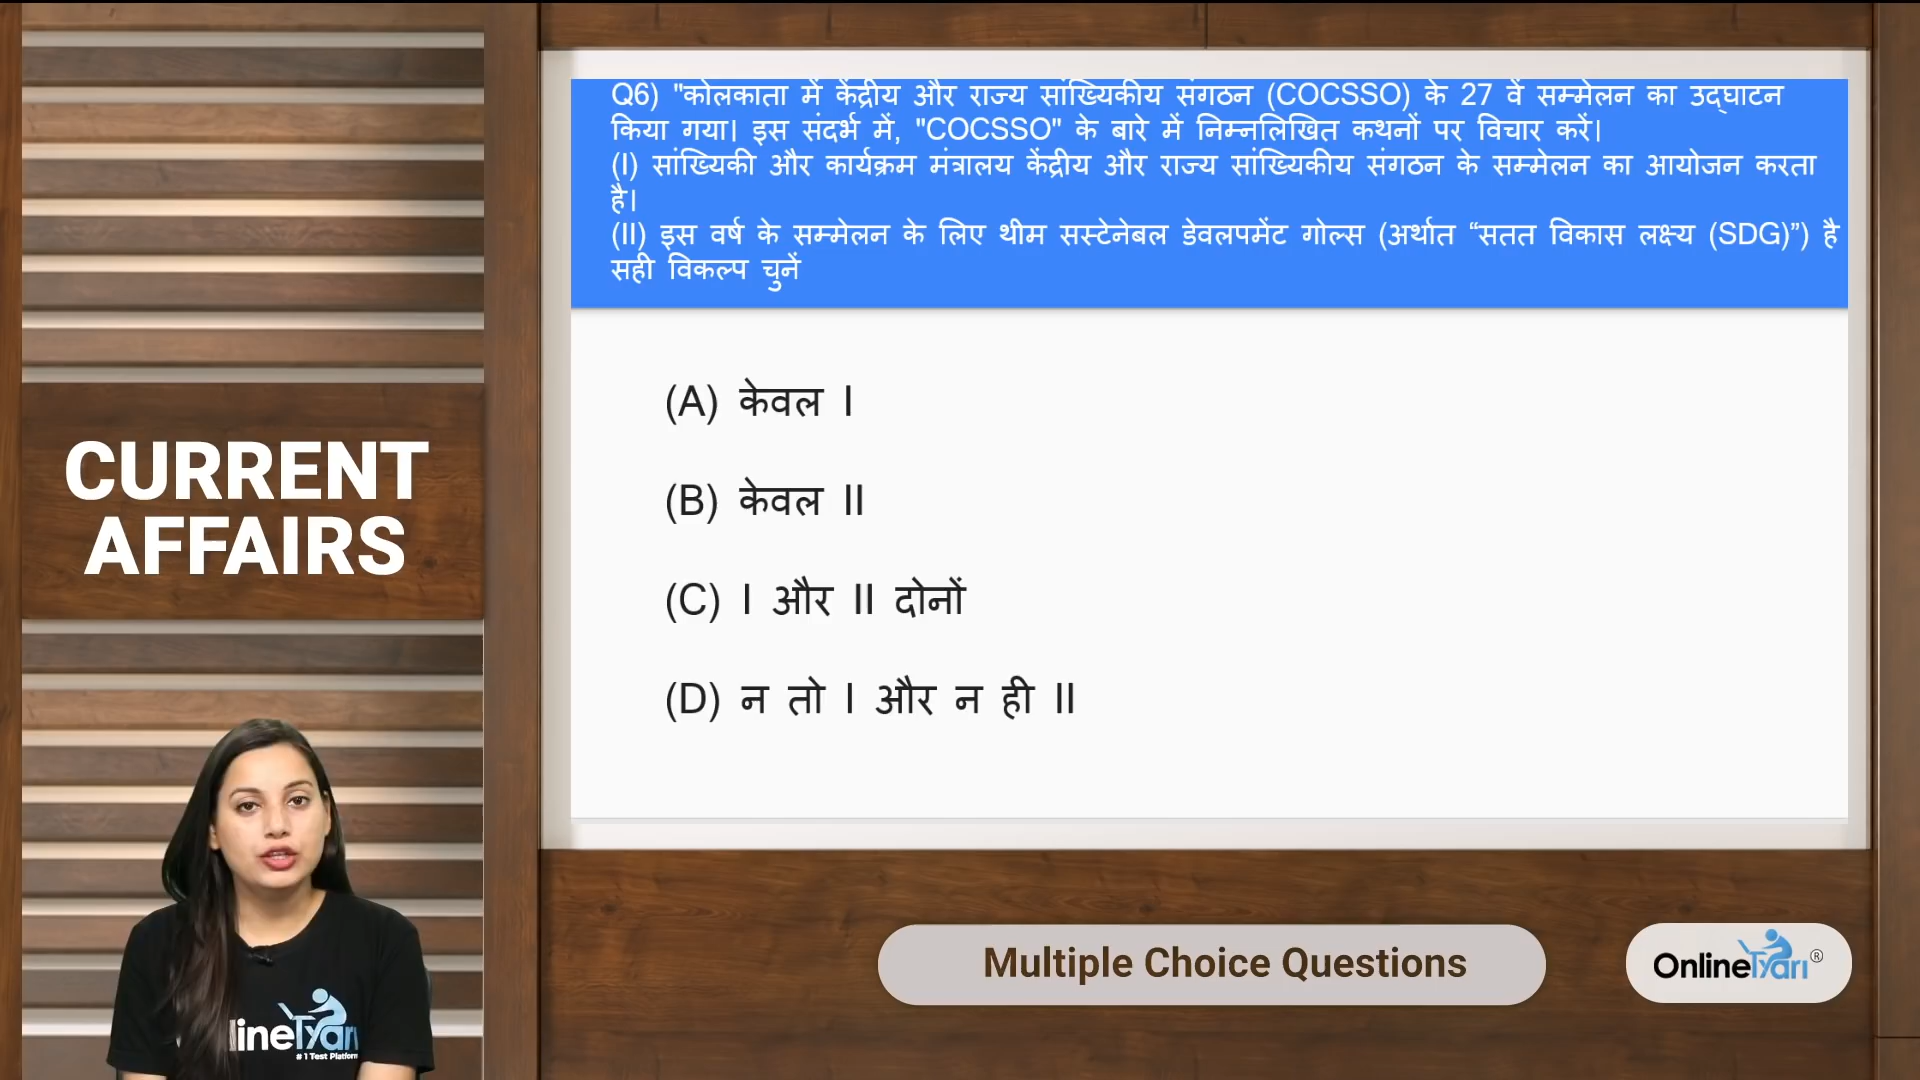 Q6) "कोलकाता में केंद्रीय और राज्य सांख्यिकीय संगठन (COCSSO) के 27 वें सम्मेलन का उद्घाटन
किया गया। इस संदर्भ में, "COCSSO" के बारे में निम्नलिखित कथनों पर विचार करें।
(I) सांख्यिकी और कार्यक्रम मंत्रालय केंद्रीय और राज्य सांख्यिकीय संगठन के सम्मेलन का आयोजन करता
है।
(II) इस वर्ष के सम्मेलन के लिए थीम सस्टेनेबल डेवलपमेंट गोल्स (अर्थात “सतत विकास लक्ष्य (SDG)”) है
सही विकल्प चुनें
(A) केवल I
(B) केवल II
(C) I और II दोनों
(D) न तो I और न ही II
CURRENT
AFFAIRS
Multiple Choice Questions
OnlineTyari®
lineTyari
#1 Test Platform